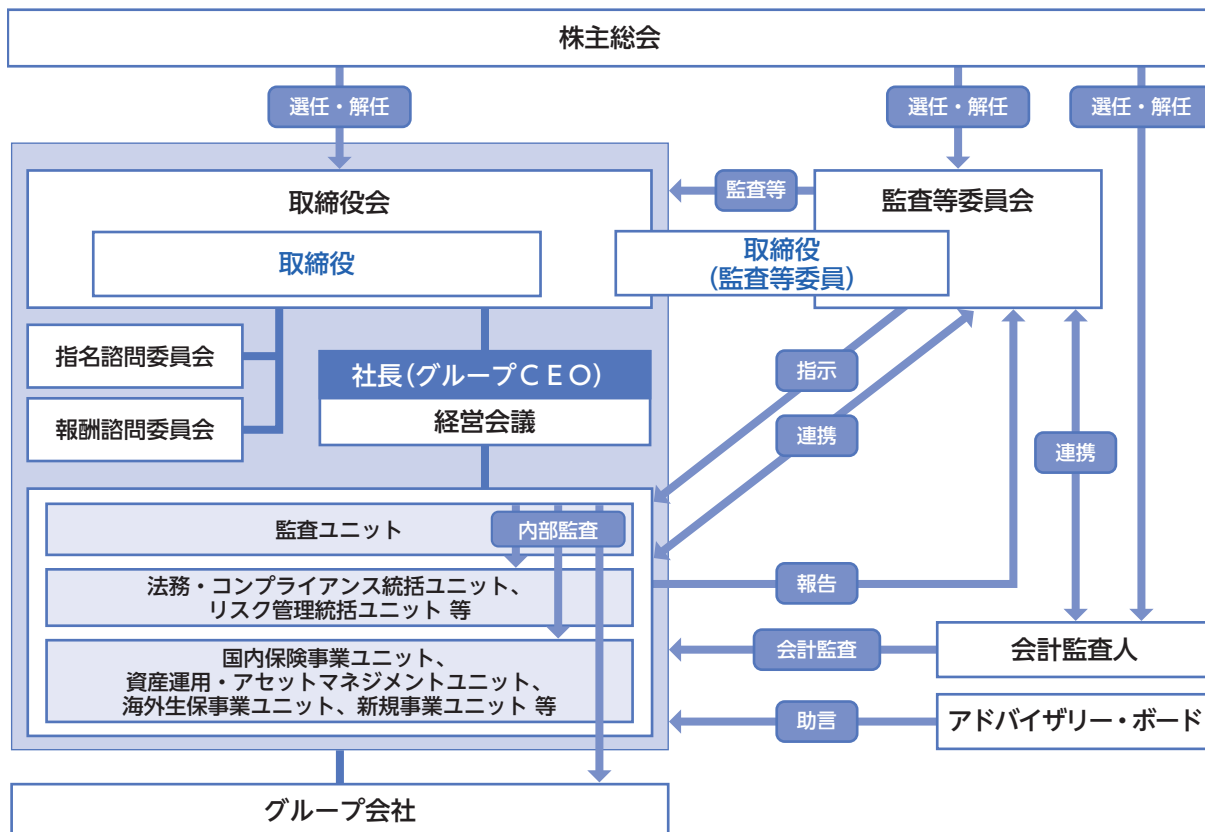 株主総会
選任・解任
選任・解任
選任・解任
取締役会
監査等
監査等委員会
取締役
取締役
(監査等委員)
指名諮問委員会
報酬諮問委員会
社長(グループCEO)
経営会議
指示
連携
連携
監査ユニット
内部監査
法務・コンプライアンス統括ユニット、
リスク管理統括ユニット 等
報告
国内保険事業ユニット、
資産運用・アセットマネジメントユニット、
海外生保事業ユニット、新規事業ユニット 等
会計監査
会計監査人
助言
アドバイザリー・ボード
グループ会社